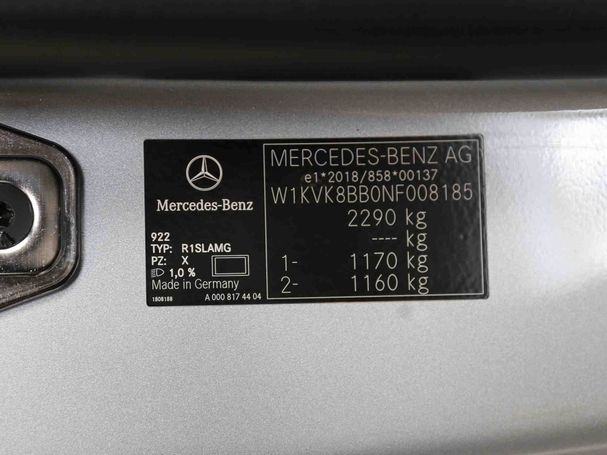 Mercedes-Benz
922
TYP: R1SLAMG
PZ: X
1,0 %
Made in Germany
1808188
A 000 817 44 04
MERCEDES-BENZ AG
e1*2018/858*00137
W1KVK8BB0NF008185
2290 kg
---- kg
1- 1170 kg
2- 1160 kg